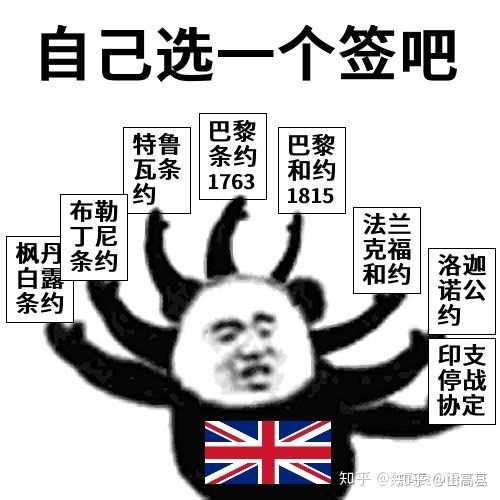 自己选一个签吧
特鲁
瓦条
约
巴黎
条约
1763
巴黎
和约
1815
布勒
丁尼
条约
法兰
克福
和约
枫丹
白露
条约
洛迦
诺公
约
印支
停战
协定
知乎